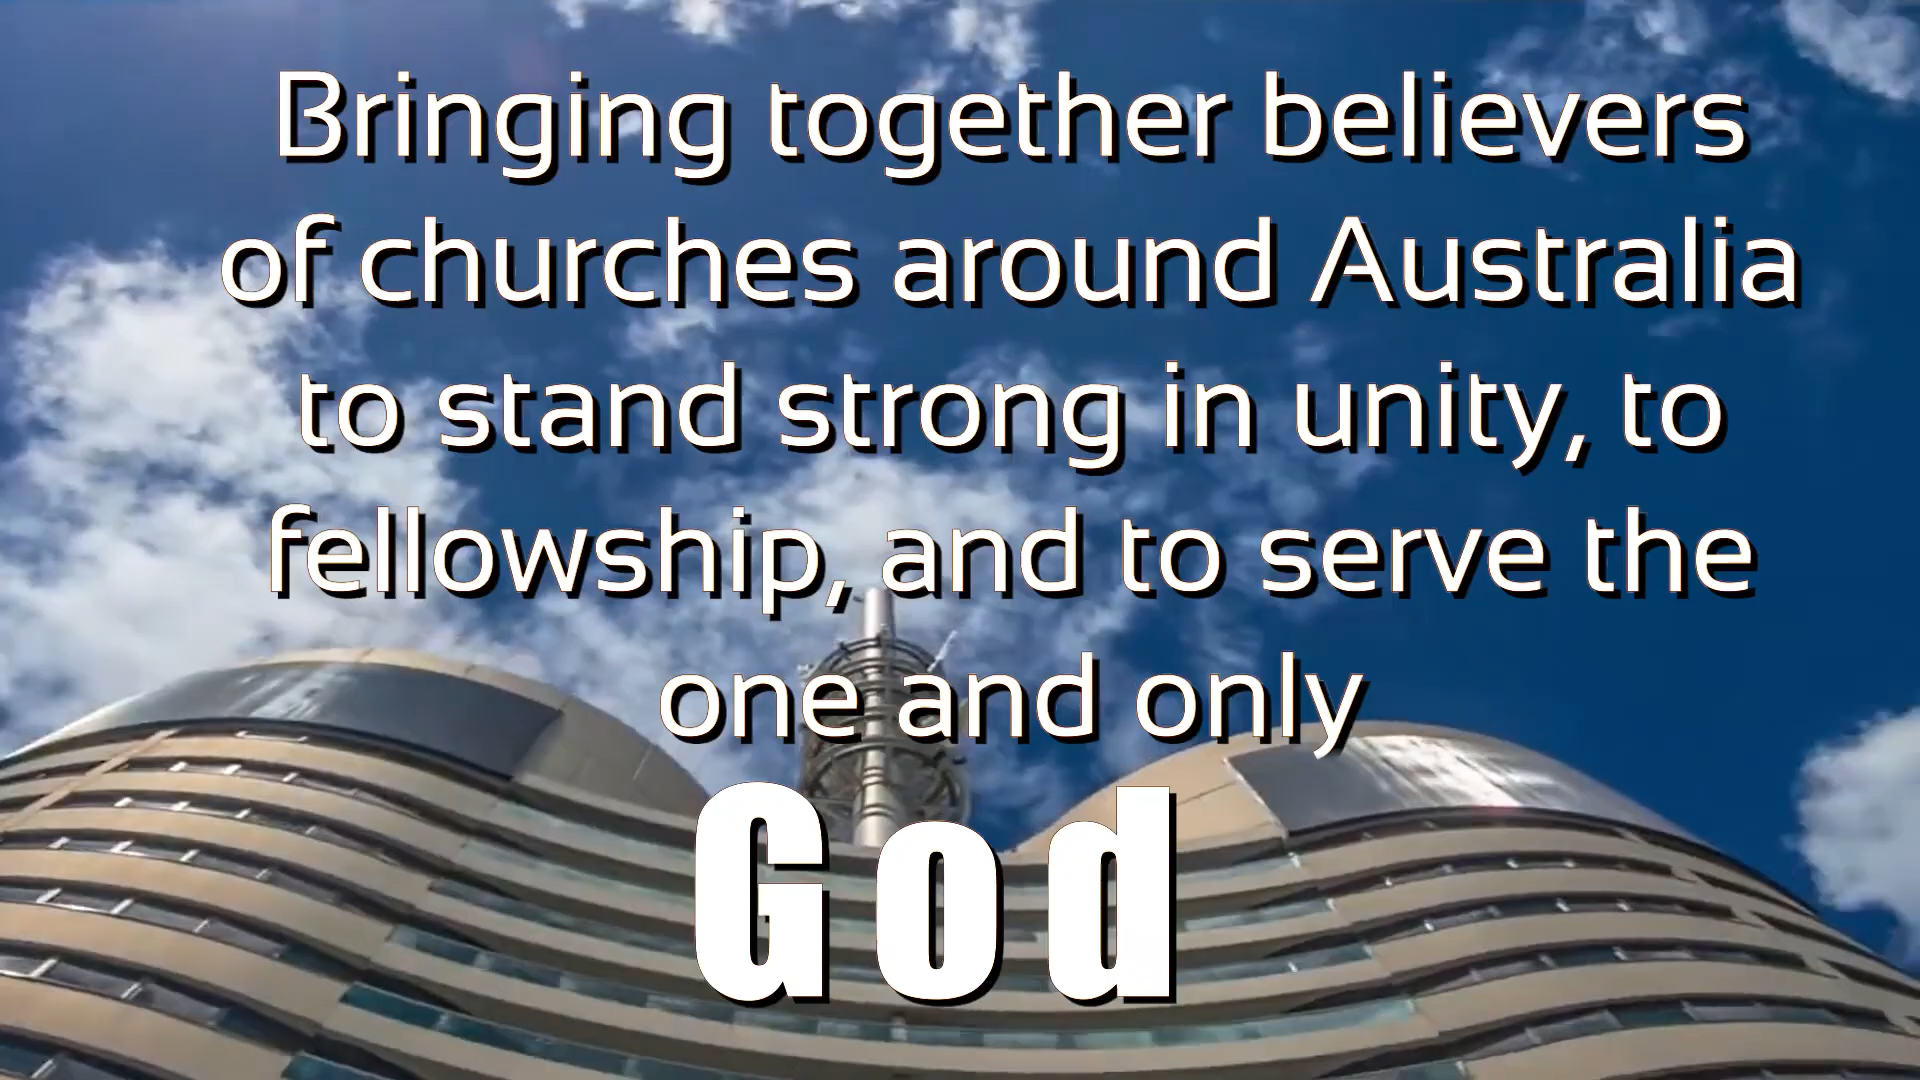 Bringing together believers
of churches around Australia
to stand strong in unity, to
fellowship, and to serve the
one and only
God